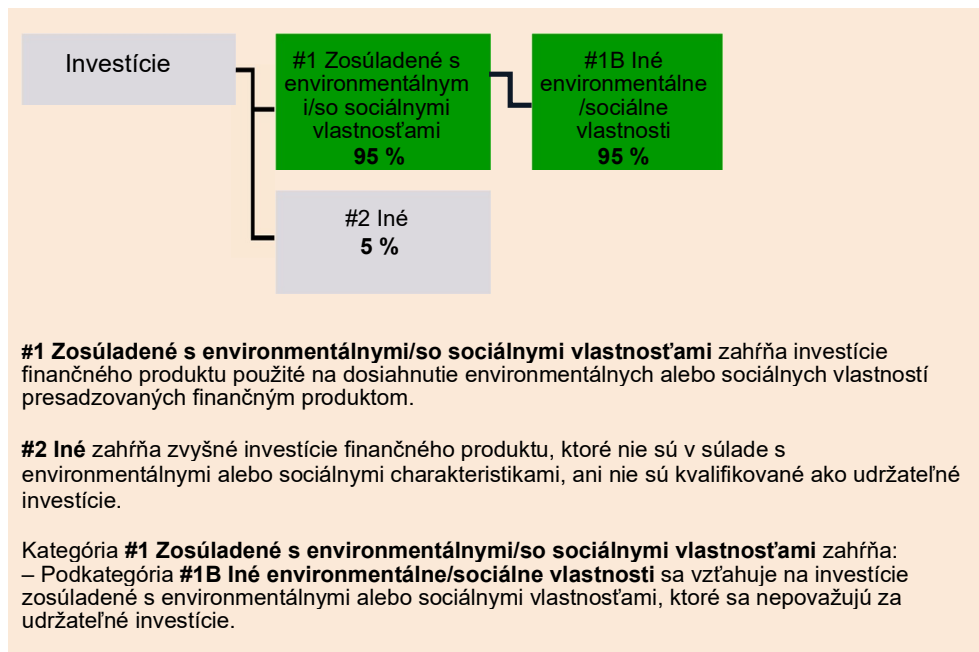 Investície
#1 Zosúladené s
environmentálnym
i/so sociálnymi
vlastnosťami
95 %
#1B Iné
environmentálne
/sociálne
vlastnosti
95 %
#2 Iné
5 %
#1 Zosúladené s environmentálnymi/so sociálnymi vlastnosťami zahŕňa investície
finančného produktu použité na dosiahnutie environmentálnych alebo sociálnych vlastností
presadzovaných finančným produktom.
#2 Iné zahŕňa zvyšné investície finančného produktu, ktoré nie sú v súlade s
environmentálnymi alebo sociálnymi charakteristikami, ani nie sú kvalifikované ako udržateľné
investície.
Kategória #1 Zosúladené s environmentálnymi/so sociálnymi vlastnosťami zahŕňa:
– Podkategória #1B Iné environmentálne/sociálne vlastnosti sa vzťahuje na investície
zosúladené s environmentálnymi alebo sociálnymi vlastnosťami, ktoré sa nepovažujú za
udržateľné investície.